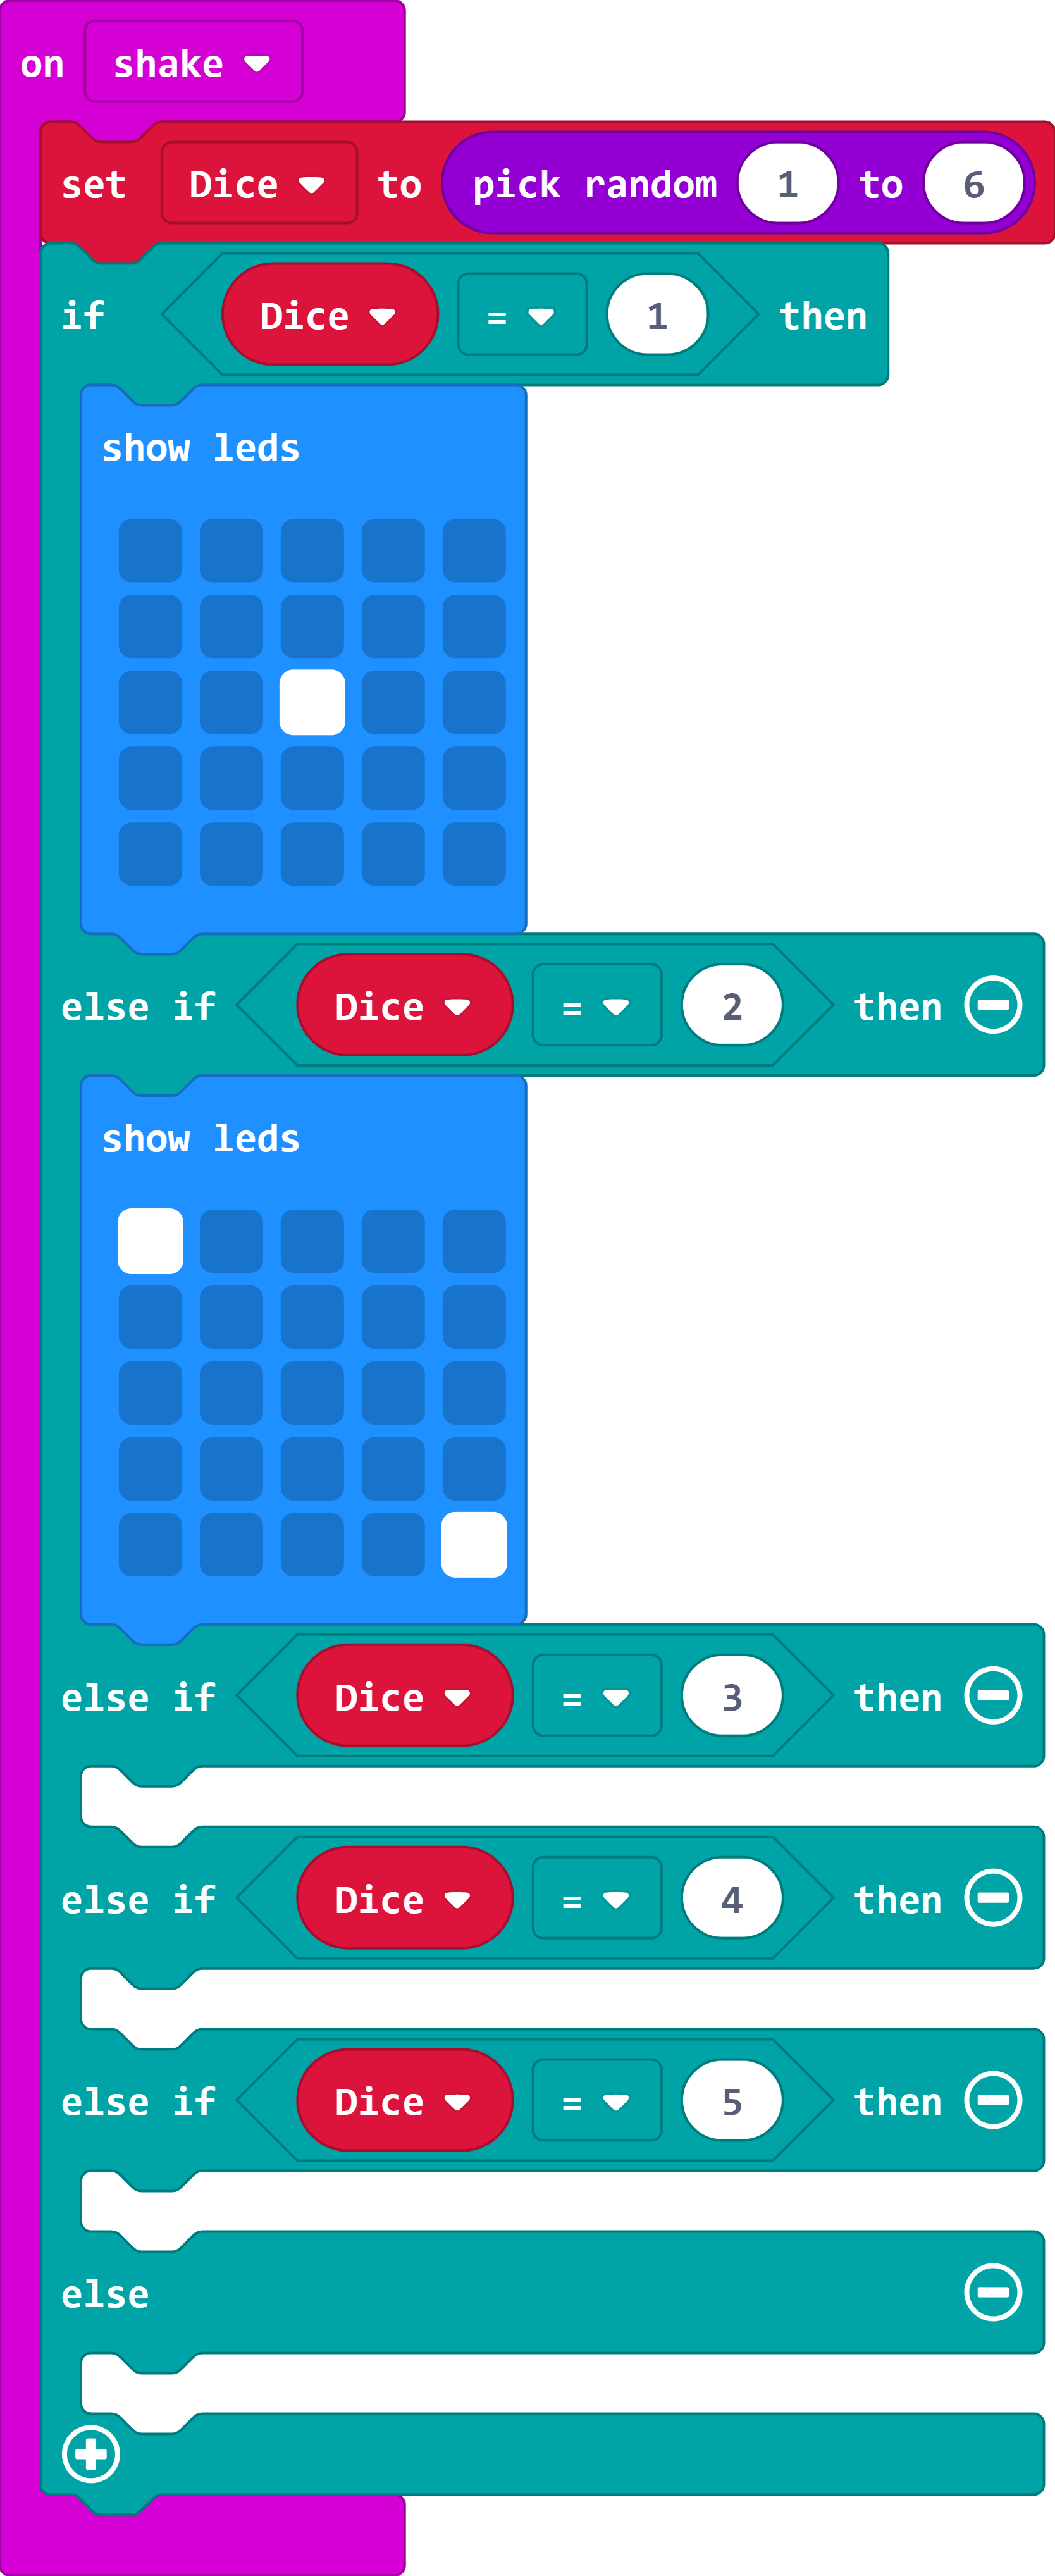 on shake
set Dice to pick random 1 to 6
if Dice = 1 then
show leds
else if Dice = 2 then
show leds
else if Dice = 3 then
else if Dice = 4 then
else if Dice = 5 then
else